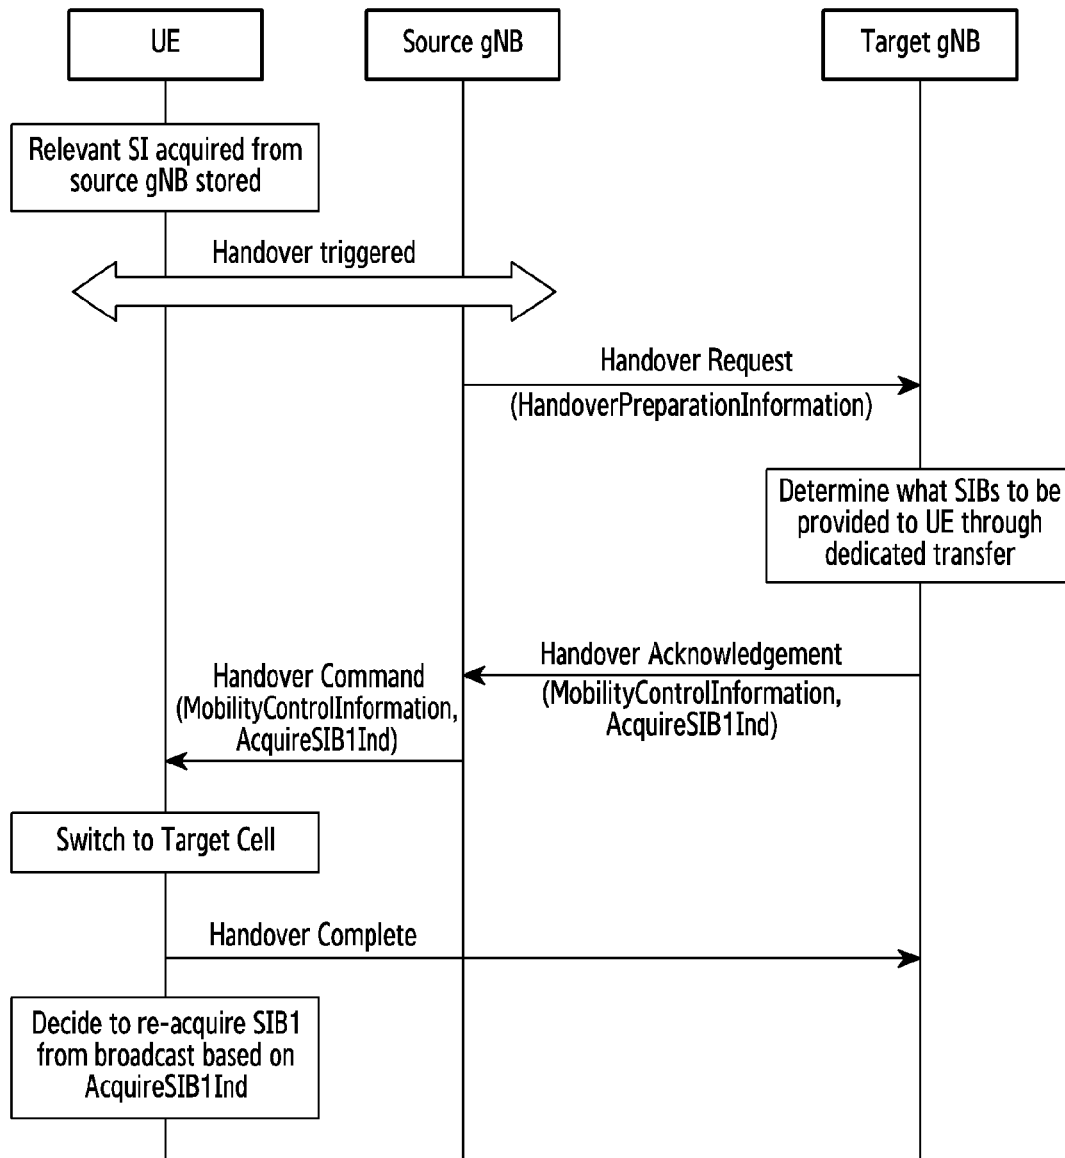 UE
Source gNB
Target gNB
Relevant SI acquired from
source gNB stored
Handover triggered
Handover Request
(HandoverPreparationInformation)
Determine what SIBs to be
provided to UE through
dedicated transfer
Handover Acknowledgement
(MobilityControlInformation,
AcquireSIB1Ind)
Handover Command
(MobilityControlInformation,
AcquireSIB1Ind)
Switch to Target Cell
Handover Complete
Decide to re-acquire SIB1
from broadcast based on
AcquireSIB1Ind